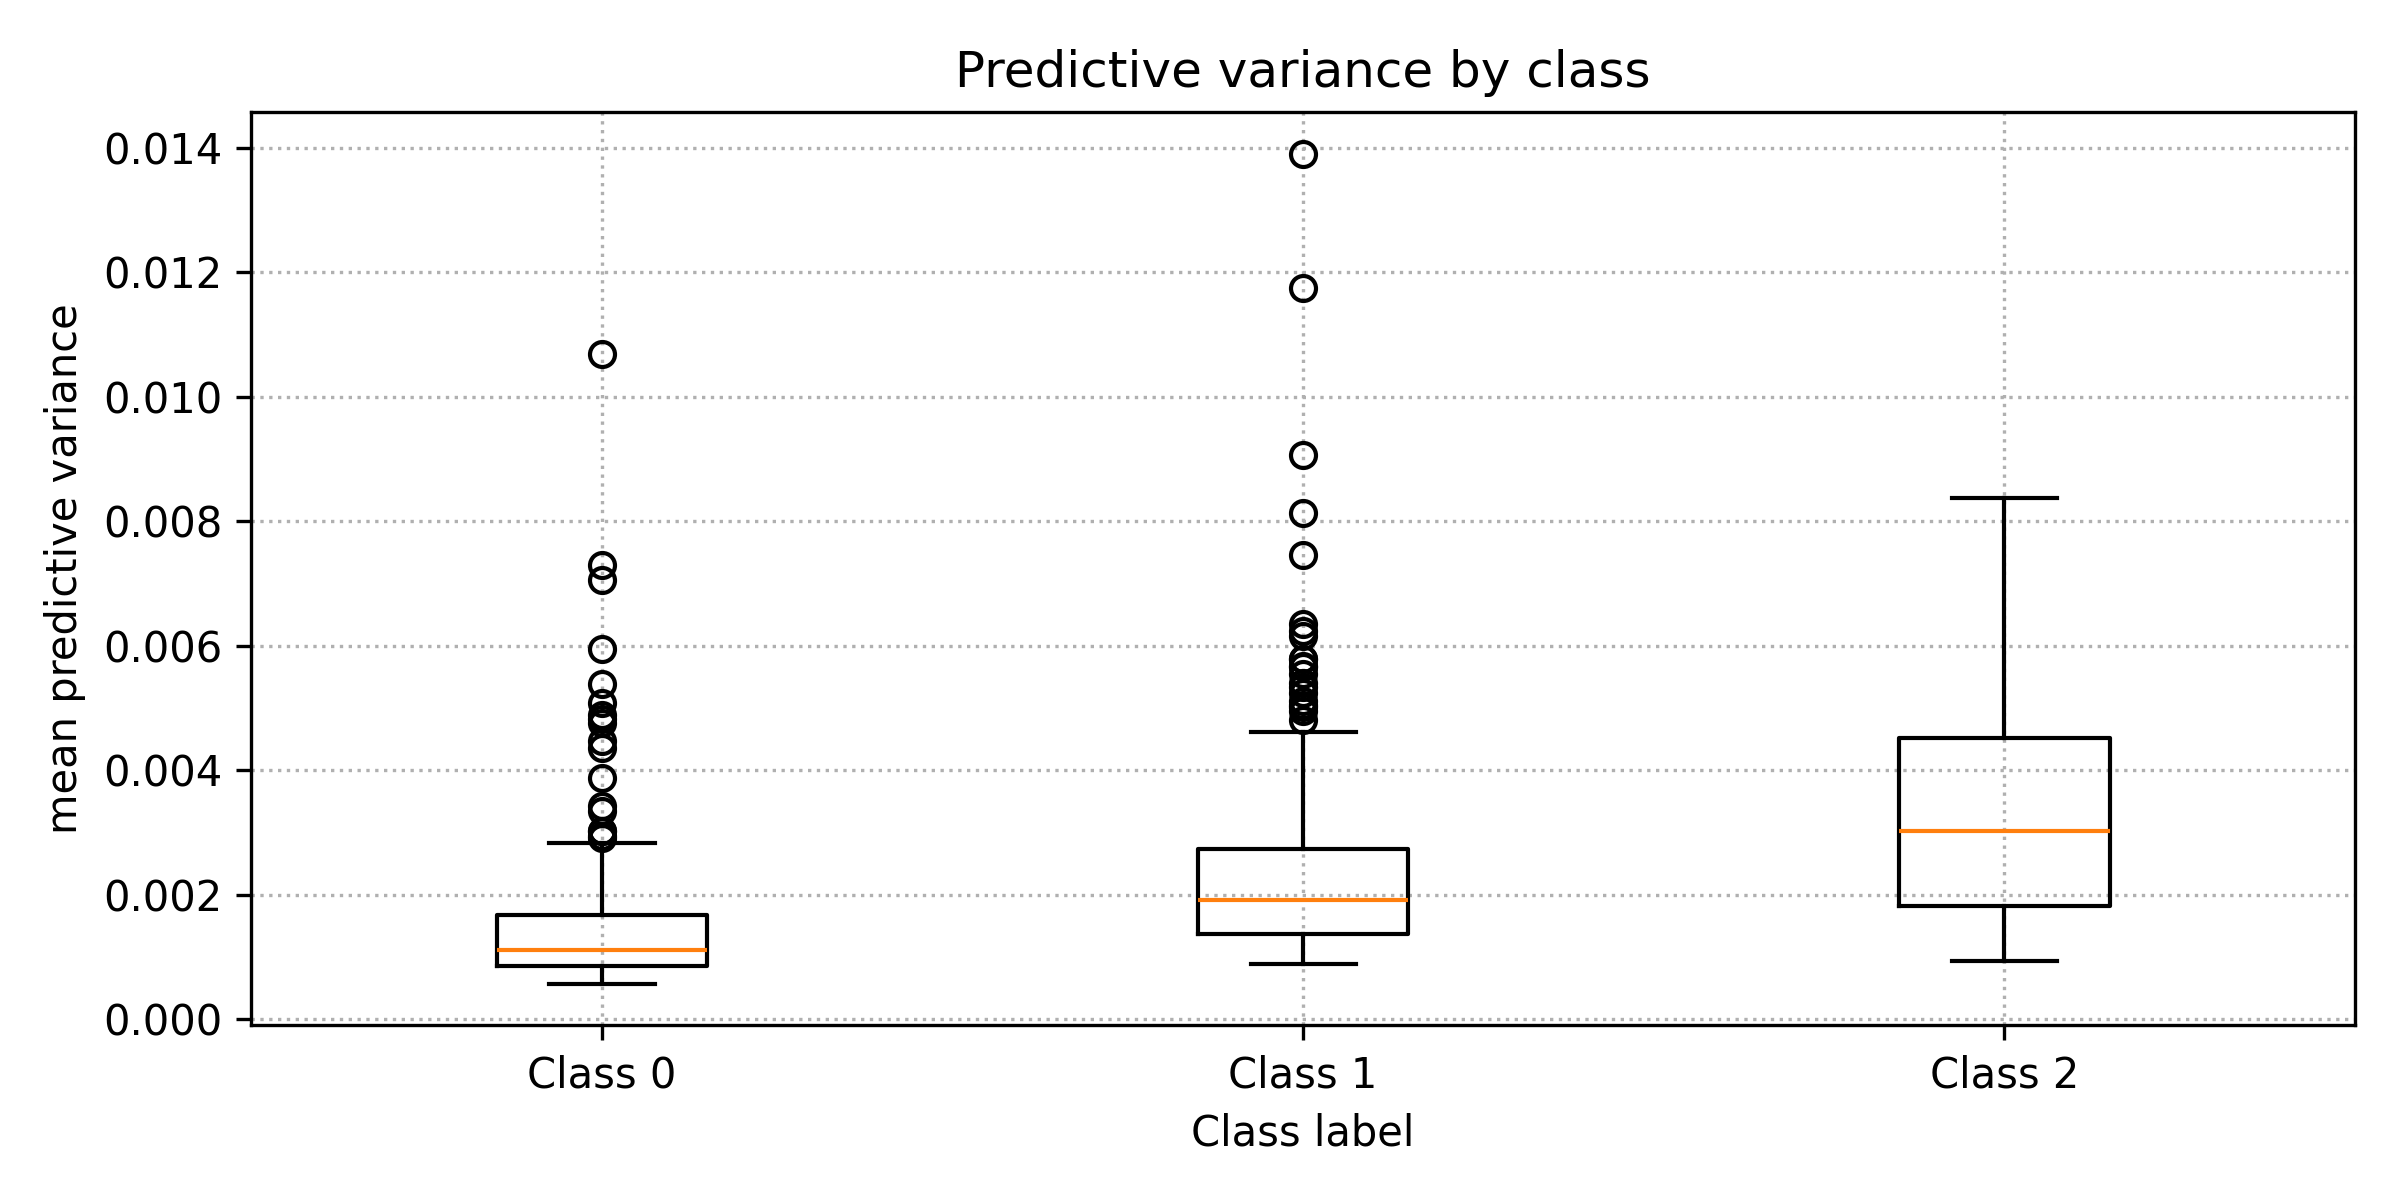 Predictive variance by class
mean predictive variance
0.014
0.012
0.010
0.008
0.006
0.004
0.002
0.000
Class 0
Class 1
Class 2
Class label